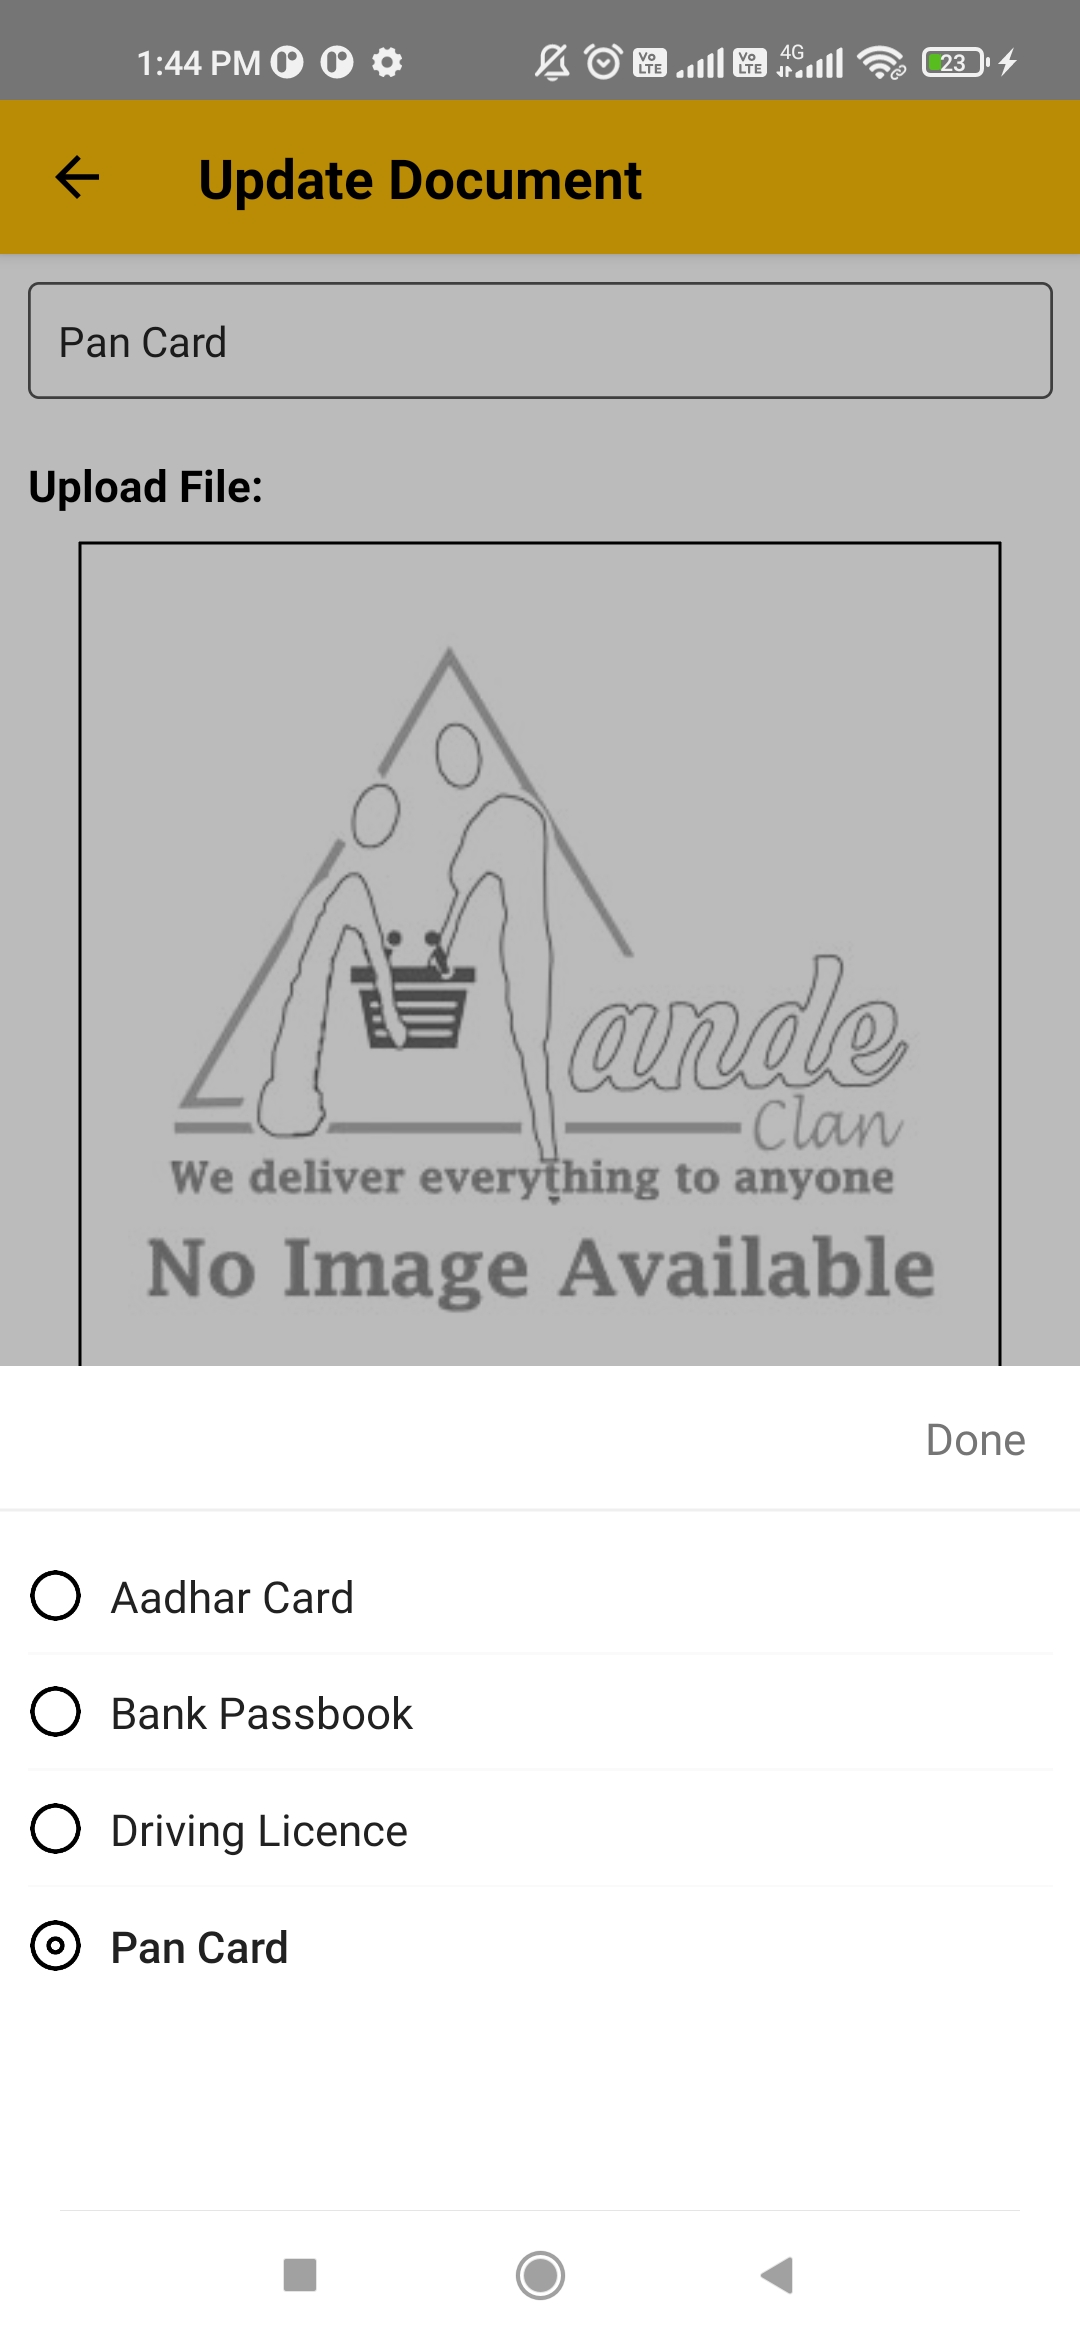 1:44 PM
Vo LTE
Vo LTE
4G
23
Update Document
Pan Card
Upload File:
ande
Clan
We deliver everything to anyone
No Image Available
Done
Aadhar Card
Bank Passbook
Driving Licence
Pan Card